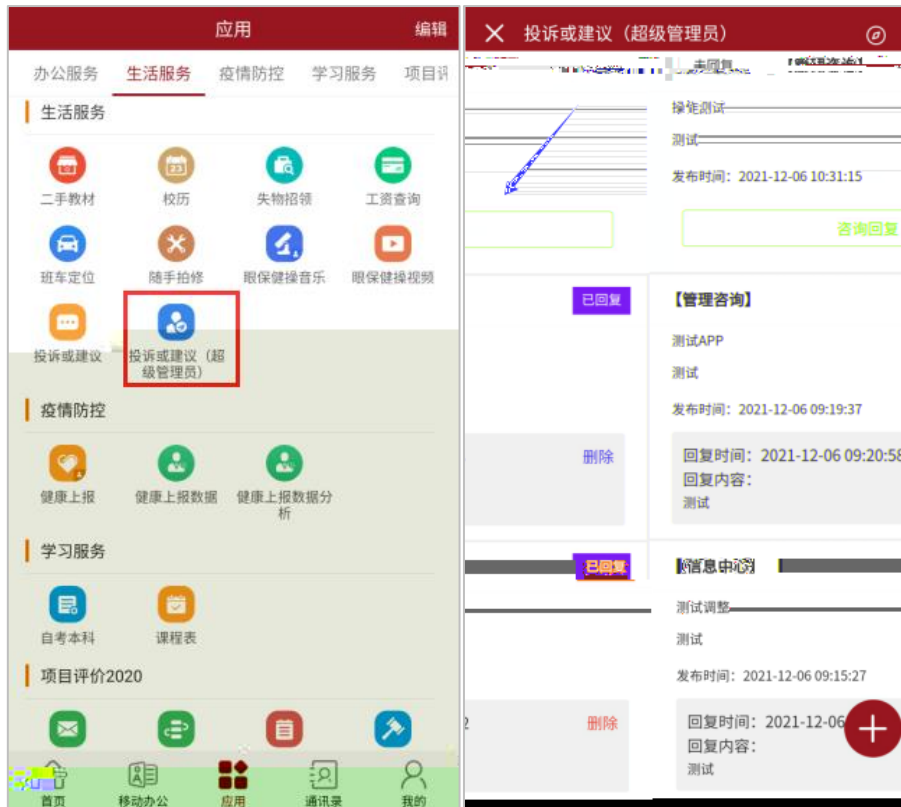 应用
编辑
办公服务
生活服务
疫情防控
学习服务
项目评
生活服务
二手教材
校历
失物招领
工资查询
班车定位
随手拍修
眼保健操音乐
眼保健操视频
投诉或建议
投诉或建议（超
级管理员）
疫情防控
健康上报
健康上报数据
健康上报数据分
析
学习服务
自考本科
课程表
项目评价2020
首页
移动办公
应用
通讯录
我的
投诉或建议（超级管理员）
未回复
操作测试
测试
发布时间：2021-12-06 10:31:15
咨询回复
已回复
【管理咨询】
测试APP
测试
发布时间：2021-12-06 09:19:37
删除
回复时间：2021-12-06 09:20:58
回复内容：
测试
已回复
【信息中心】
测试调整
测试
发布时间：2021-12-06 09:15:27
2
删除
回复时间：2021-12-06
回复内容：
测试